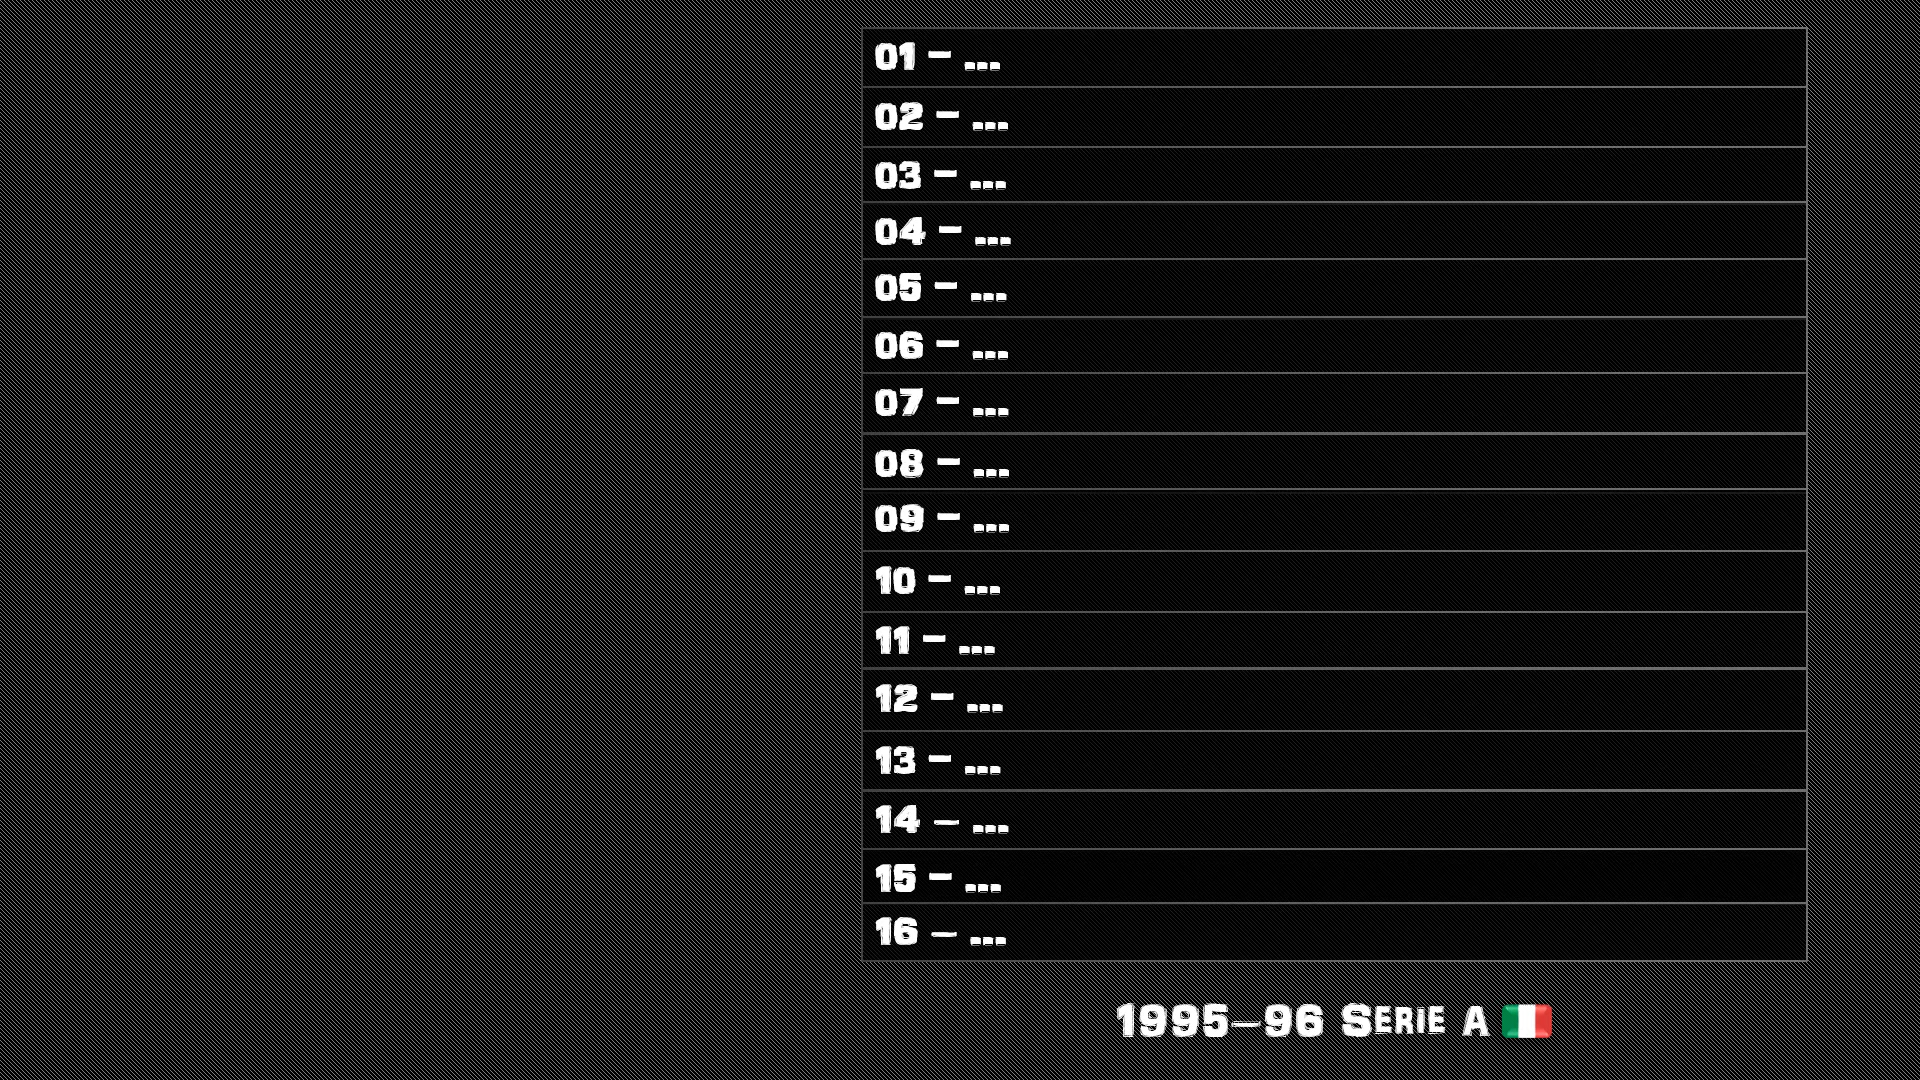 01 - ...
02 - ...
03 - ...
04 - ...
05 - ...
06 - ...
07 - ...
08 - ...
09 - ...
10 - ...
11 - ...
12 - ...
13 - ...
14 – ...
15 - ...
16 – ...
1995–96 Serie A